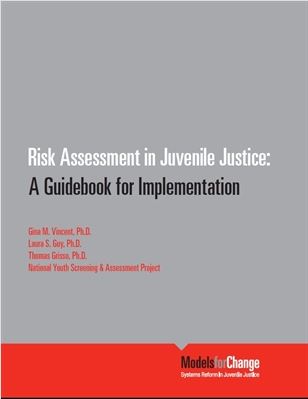 Risk Assessment in Juvenile Justice:
A Guidebook for Implementation
Gina M. Vincent, Ph.D.
Laura S. Guy, Ph.D.
Thomas Grisso, Ph.D.
National Youth Screening & Assessment Project
ModelsforChange
Systems Reform in Juvenile Justice